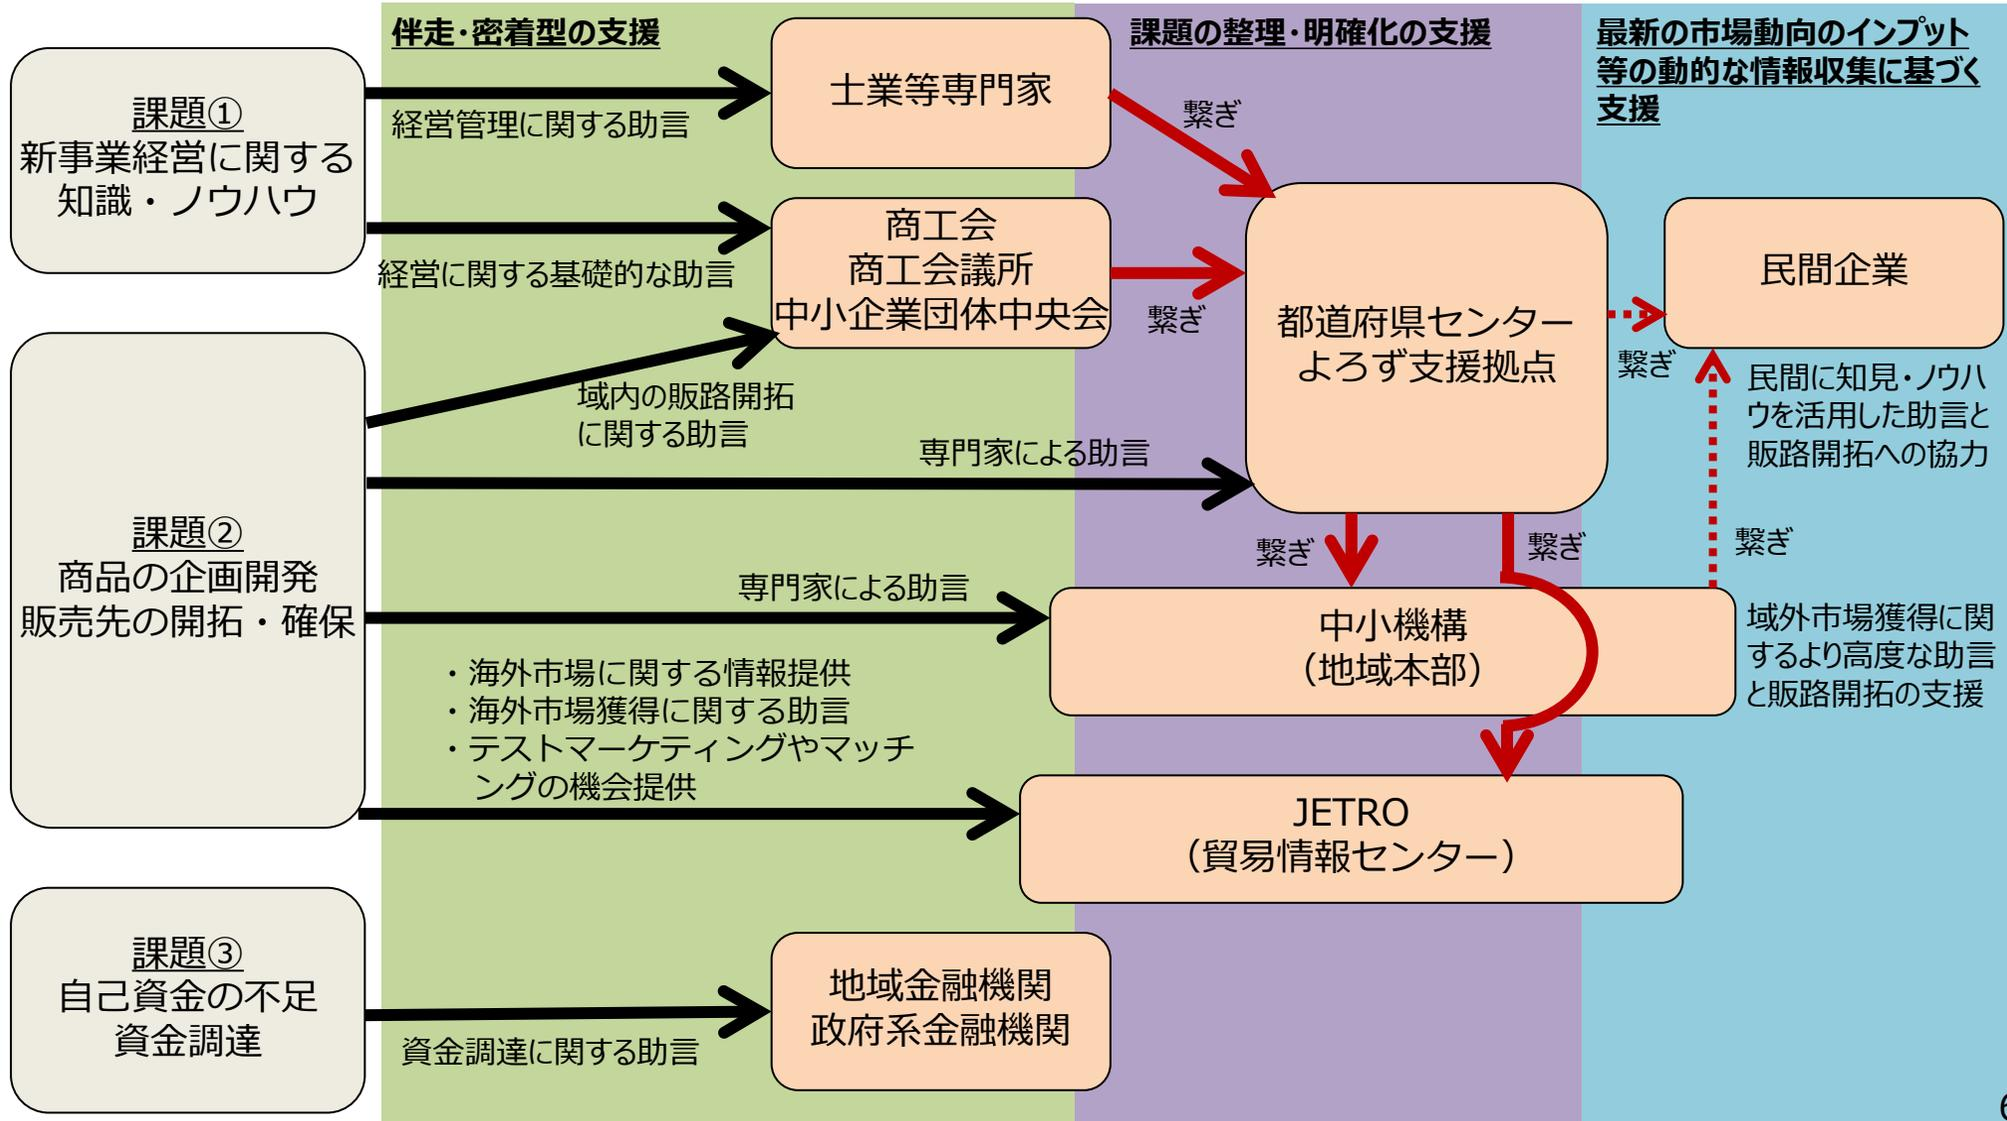 伴走・密着型の支援
課題の整理・明確化の支援
最新の市場動向のインプット
等の動的な情報収集に基づく
支援
課題①
新事業経営に関する
知識・ノウハウ
経営管理に関する助言
士業等専門家
繋ぎ
経営に関する基礎的な助言
商工会
商工会議所
中小企業団体中央会
繋ぎ
都道府県センター
よろず支援拠点
繋ぎ
民間企業
民間に知見・ノウハ
ウを活用した助言と
販路開拓への協力
課題②
商品の企画開発
販売先の開拓・確保
域内の販路開拓
に関する助言
専門家による助言
繋ぎ
繋ぎ
繋ぎ
専門家による助言
中小機構
（地域本部）
域外市場獲得に関
するより高度な助言
と販路開拓の支援
・海外市場に関する情報提供
・海外市場獲得に関する助言
・テストマーケティングやマッチ
ングの機会提供
JETRO
（貿易情報センター）
課題③
自己資金の不足
資金調達
資金調達に関する助言
地域金融機関
政府系金融機関
6